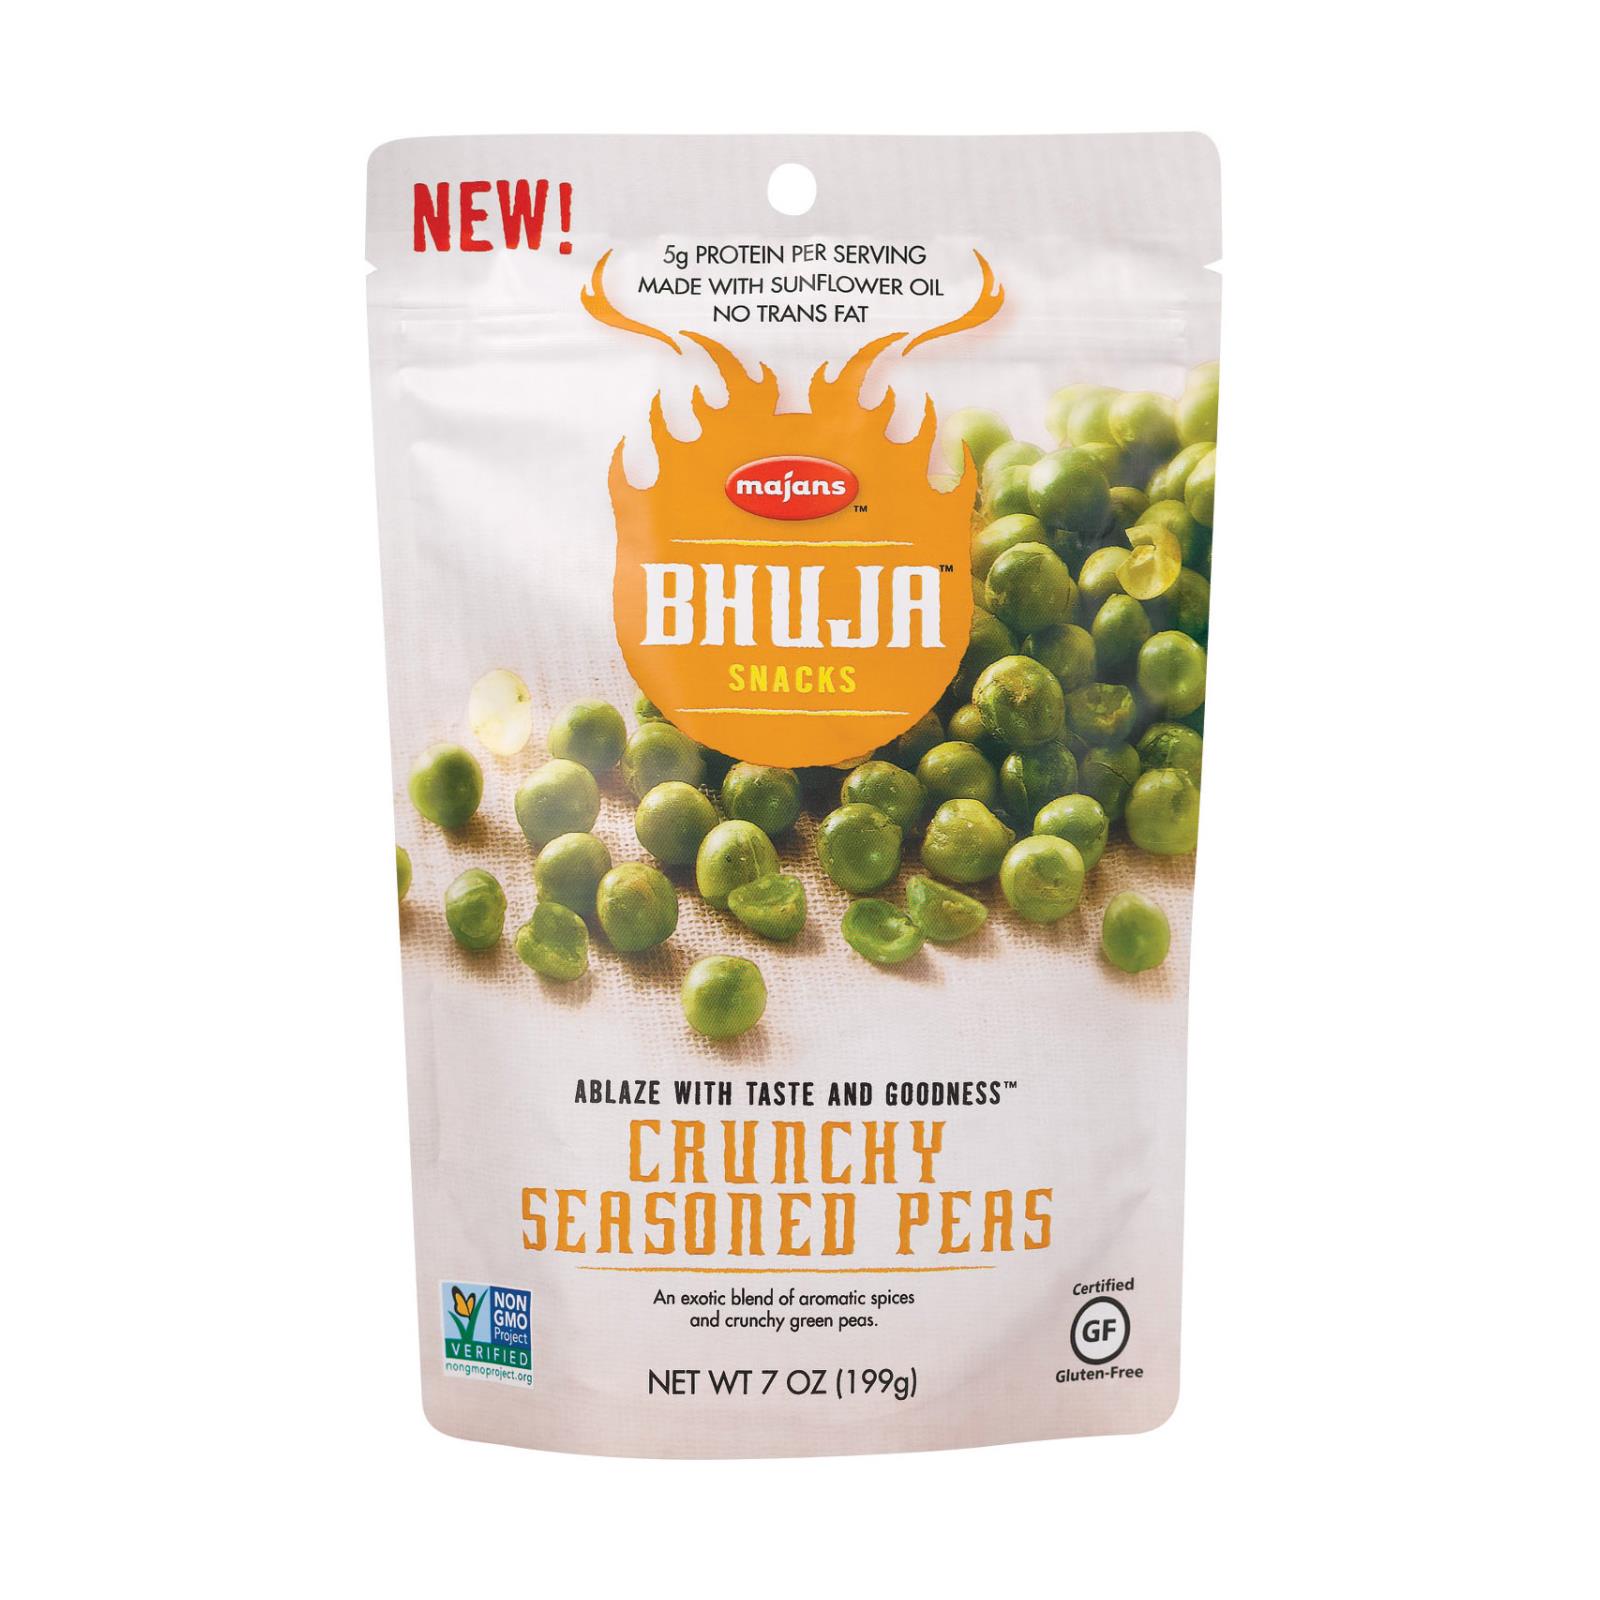 NEW!
5g PROTEIN PER SERVING
MADE WITH SUNFLOWER OIL
NO TRANS FAT
majans™
BHUJA™
SNACKS
ABLAZE WITH TASTE AND GOODNESS™
CRUNCHY
SEASONED PEAS
An exotic blend of aromatic spices
and crunchy green peas.
NET WT 7 OZ (199g)
NON
GMO
Project
VERIFIED
nongmoproject.org
Certified
GF
Gluten-Free